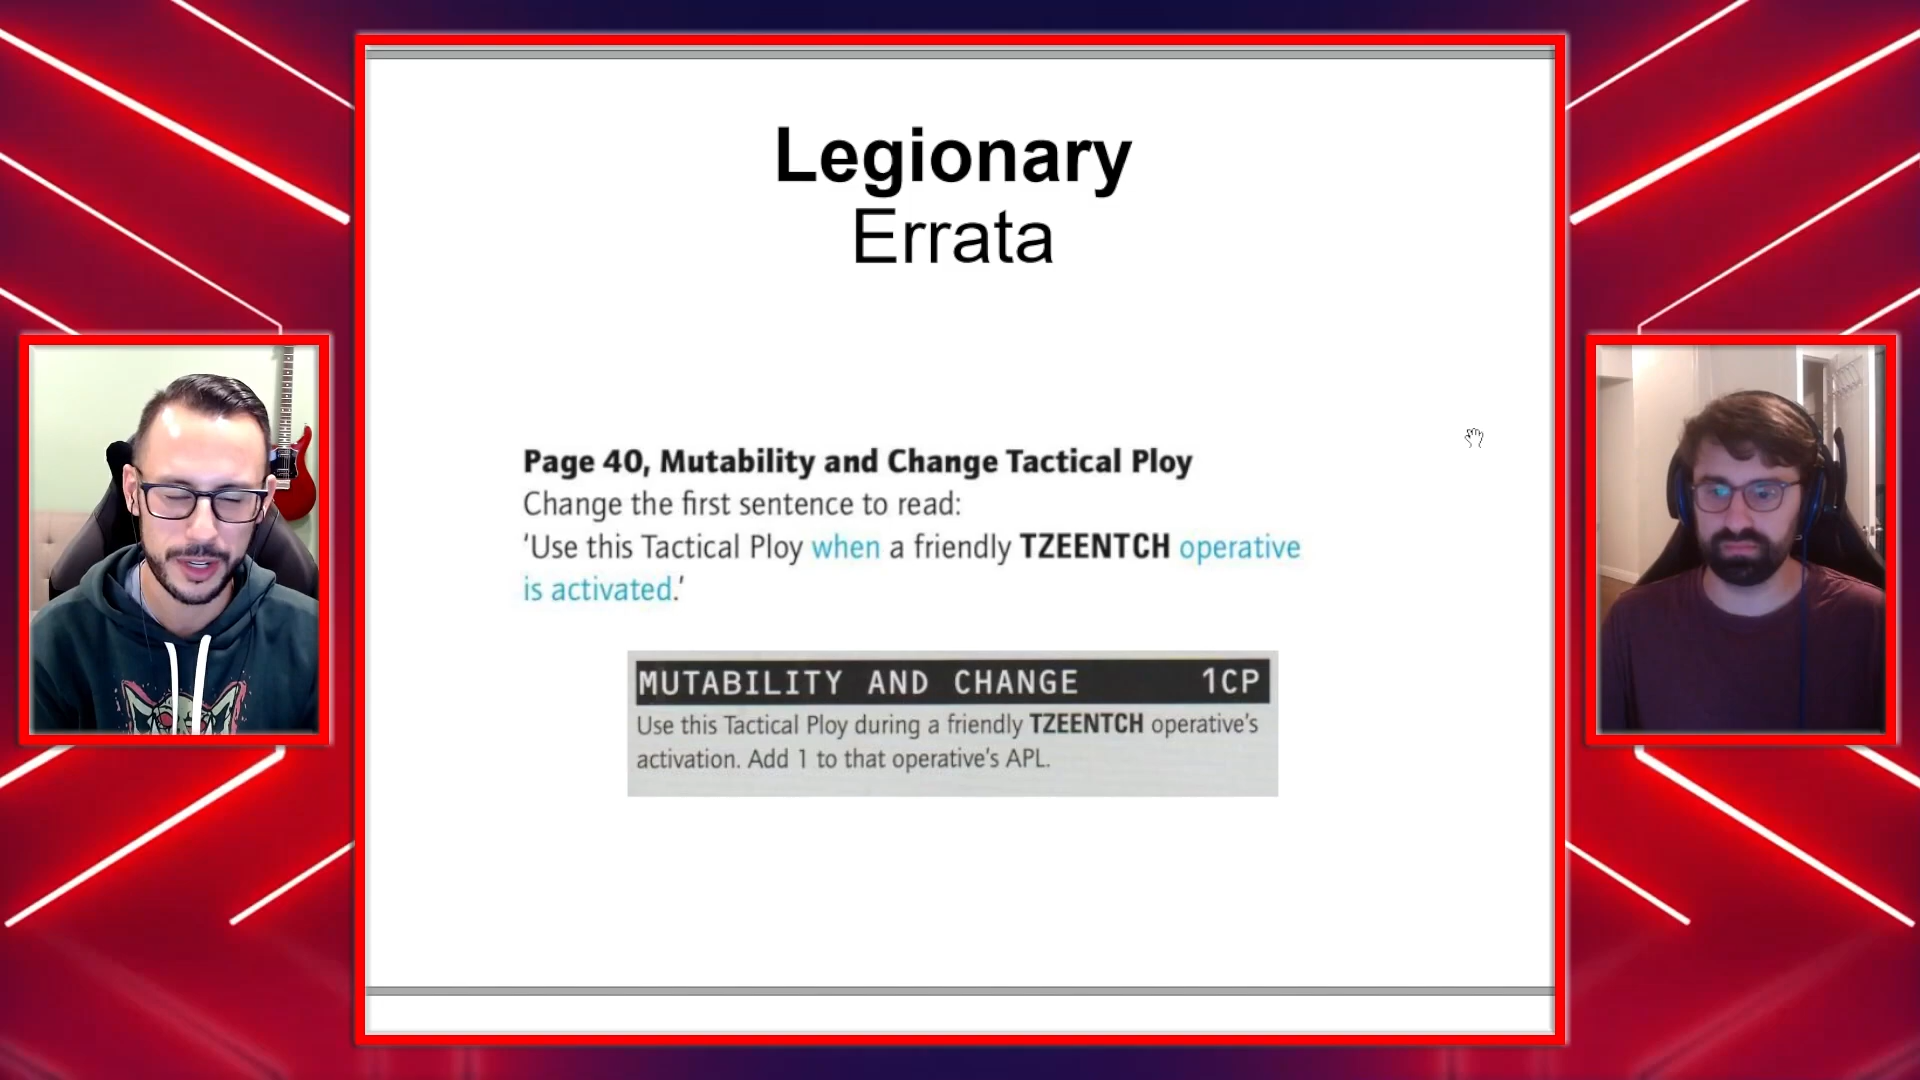 Legionary
Errata
Page 40, Mutability and Change Tactical Ploy
Change the first sentence to read:
‘Use this Tactical Ploy when a friendly TZEENTCH operative
is activated.’
MUTABILITY AND CHANGE 1CP
Use this Tactical Ploy during a friendly TZEENTCH operative's
activation. Add 1 to that operative's APL.